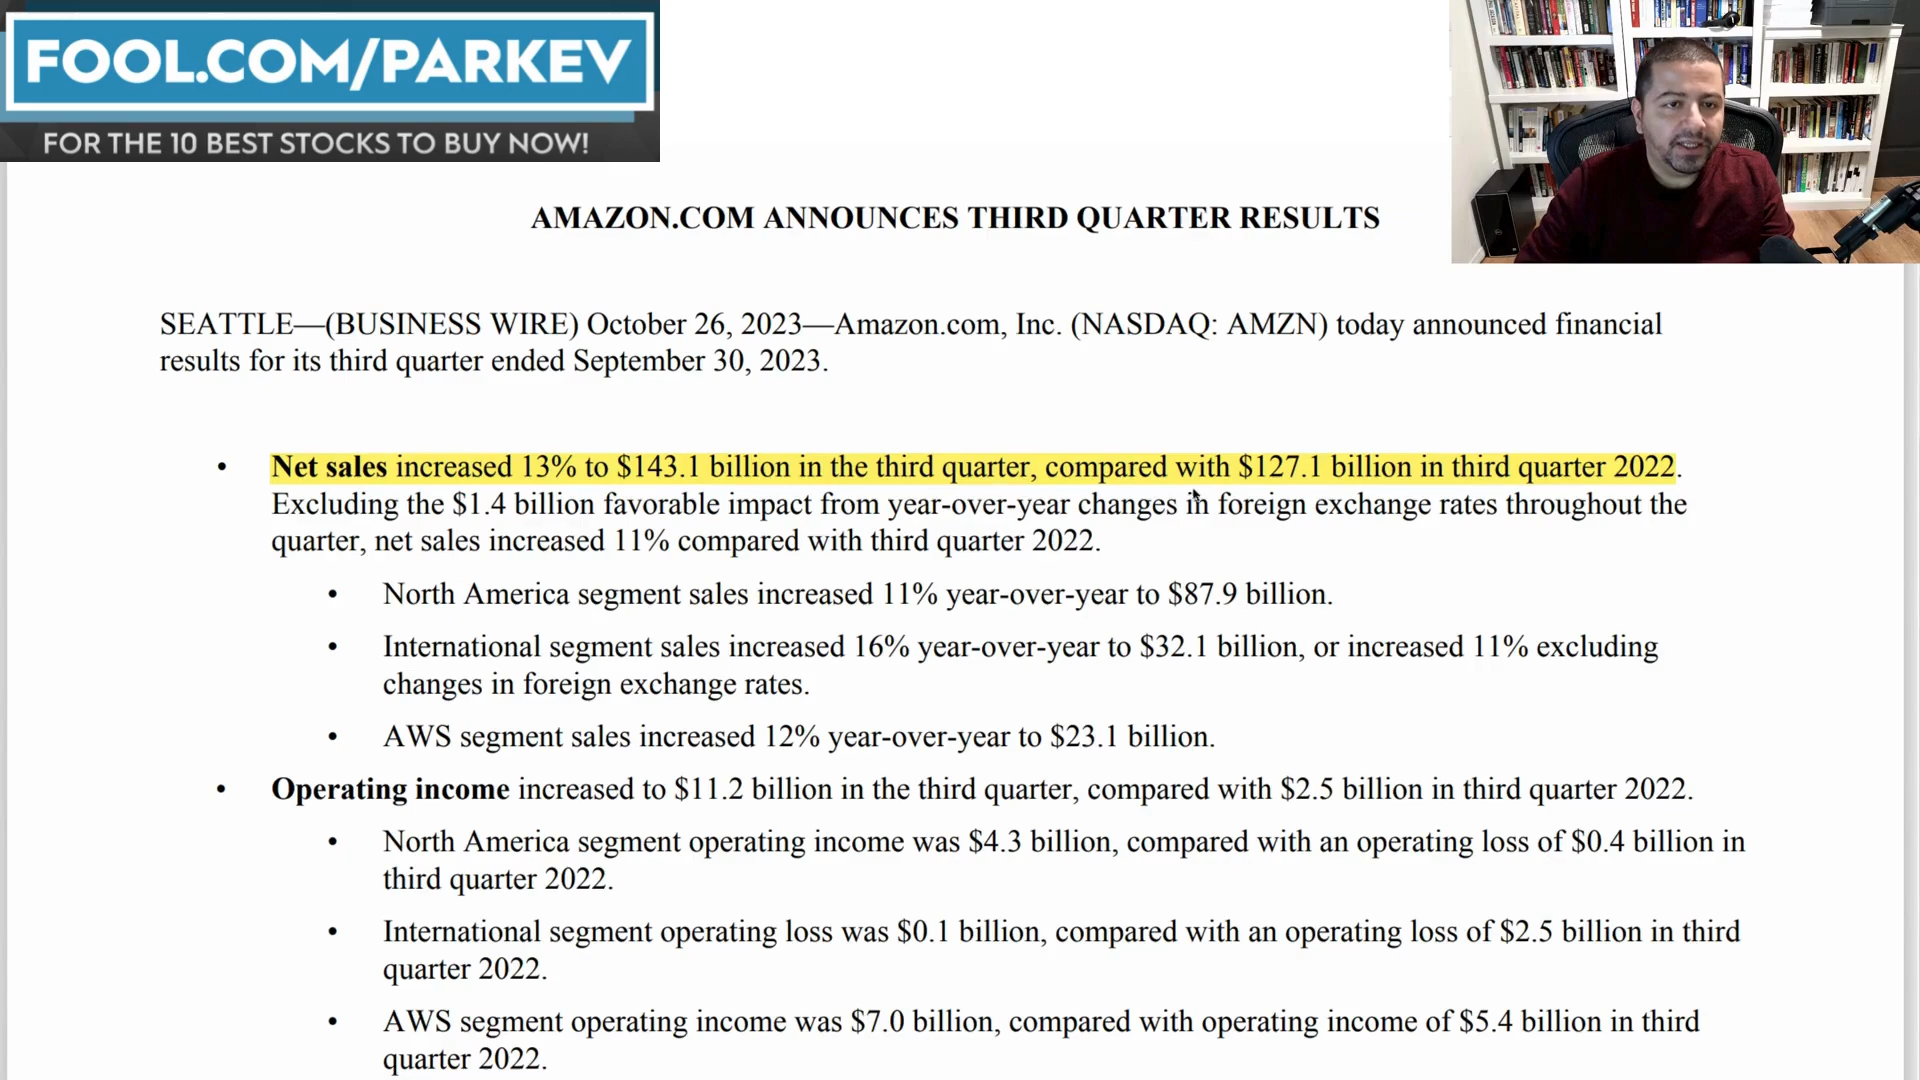 FOOL.COM/PARKEV
FOR THE 10 BEST STOCKS TO BUY NOW!
AMAZON.COM ANNOUNCES THIRD QUARTER RESULTS
SEATTLE—(BUSINESS WIRE) October 26, 2023—Amazon.com, Inc. (NASDAQ: AMZN) today announced financial
results for its third quarter ended September 30, 2023.
• Net sales increased 13% to $143.1 billion in the third quarter, compared with $127.1 billion in third quarter 2022.
Excluding the $1.4 billion favorable impact from year-over-year changes in foreign exchange rates throughout the
quarter, net sales increased 11% compared with third quarter 2022.
• North America segment sales increased 11% year-over-year to $87.9 billion.
• International segment sales increased 16% year-over-year to $32.1 billion, or increased 11% excluding
changes in foreign exchange rates.
• AWS segment sales increased 12% year-over-year to $23.1 billion.
• Operating income increased to $11.2 billion in the third quarter, compared with $2.5 billion in third quarter 2022.
• North America segment operating income was $4.3 billion, compared with an operating loss of $0.4 billion in
third quarter 2022.
• International segment operating loss was $0.1 billion, compared with an operating loss of $2.5 billion in third
quarter 2022.
• AWS segment operating income was $7.0 billion, compared with operating income of $5.4 billion in third
quarter 2022.